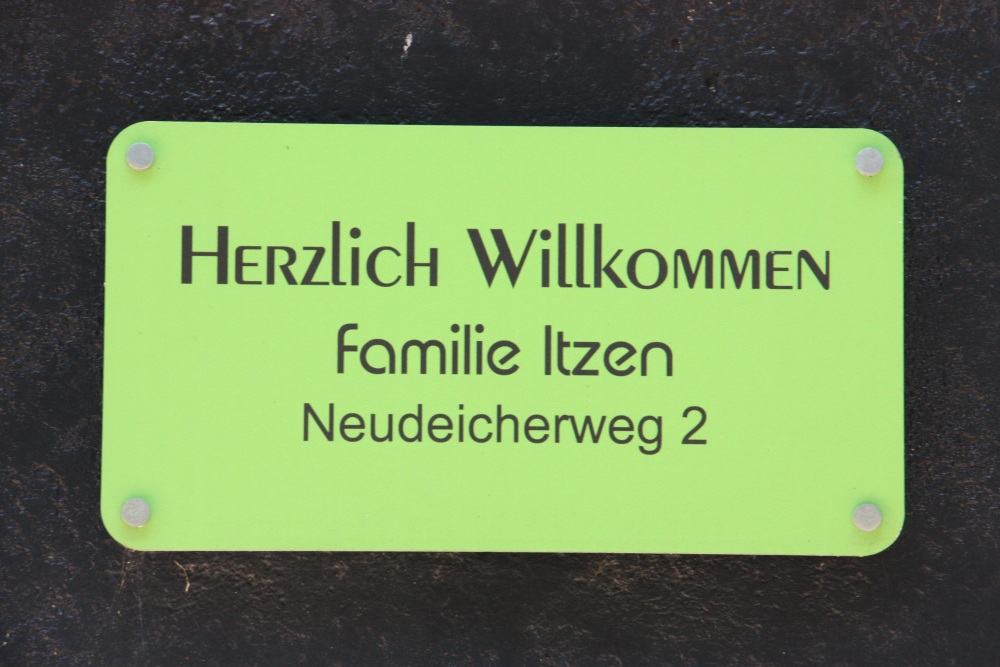 Herzlich Willkommen
Familie Itzen
Neudeicherweg 2